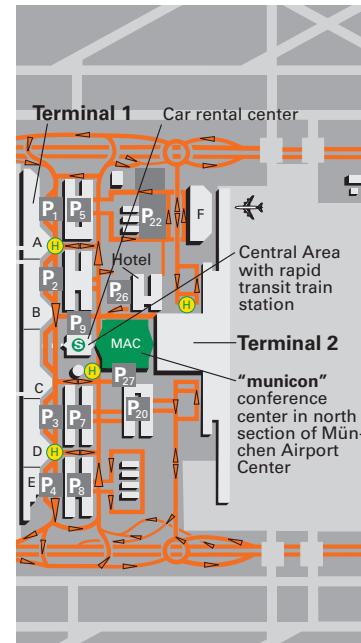 Terminal 1
Car rental center
P1
P5
P22
F
A
H
Hotel
P2
P26
H
Central Area
with rapid
transit train
station
B
P9
S
MAC
Terminal 2
H
P27
"municon"
conference
center in north
section of Mün-
chen Airport
Center
C
P3
P7
P20
D
H
E
P4
P8